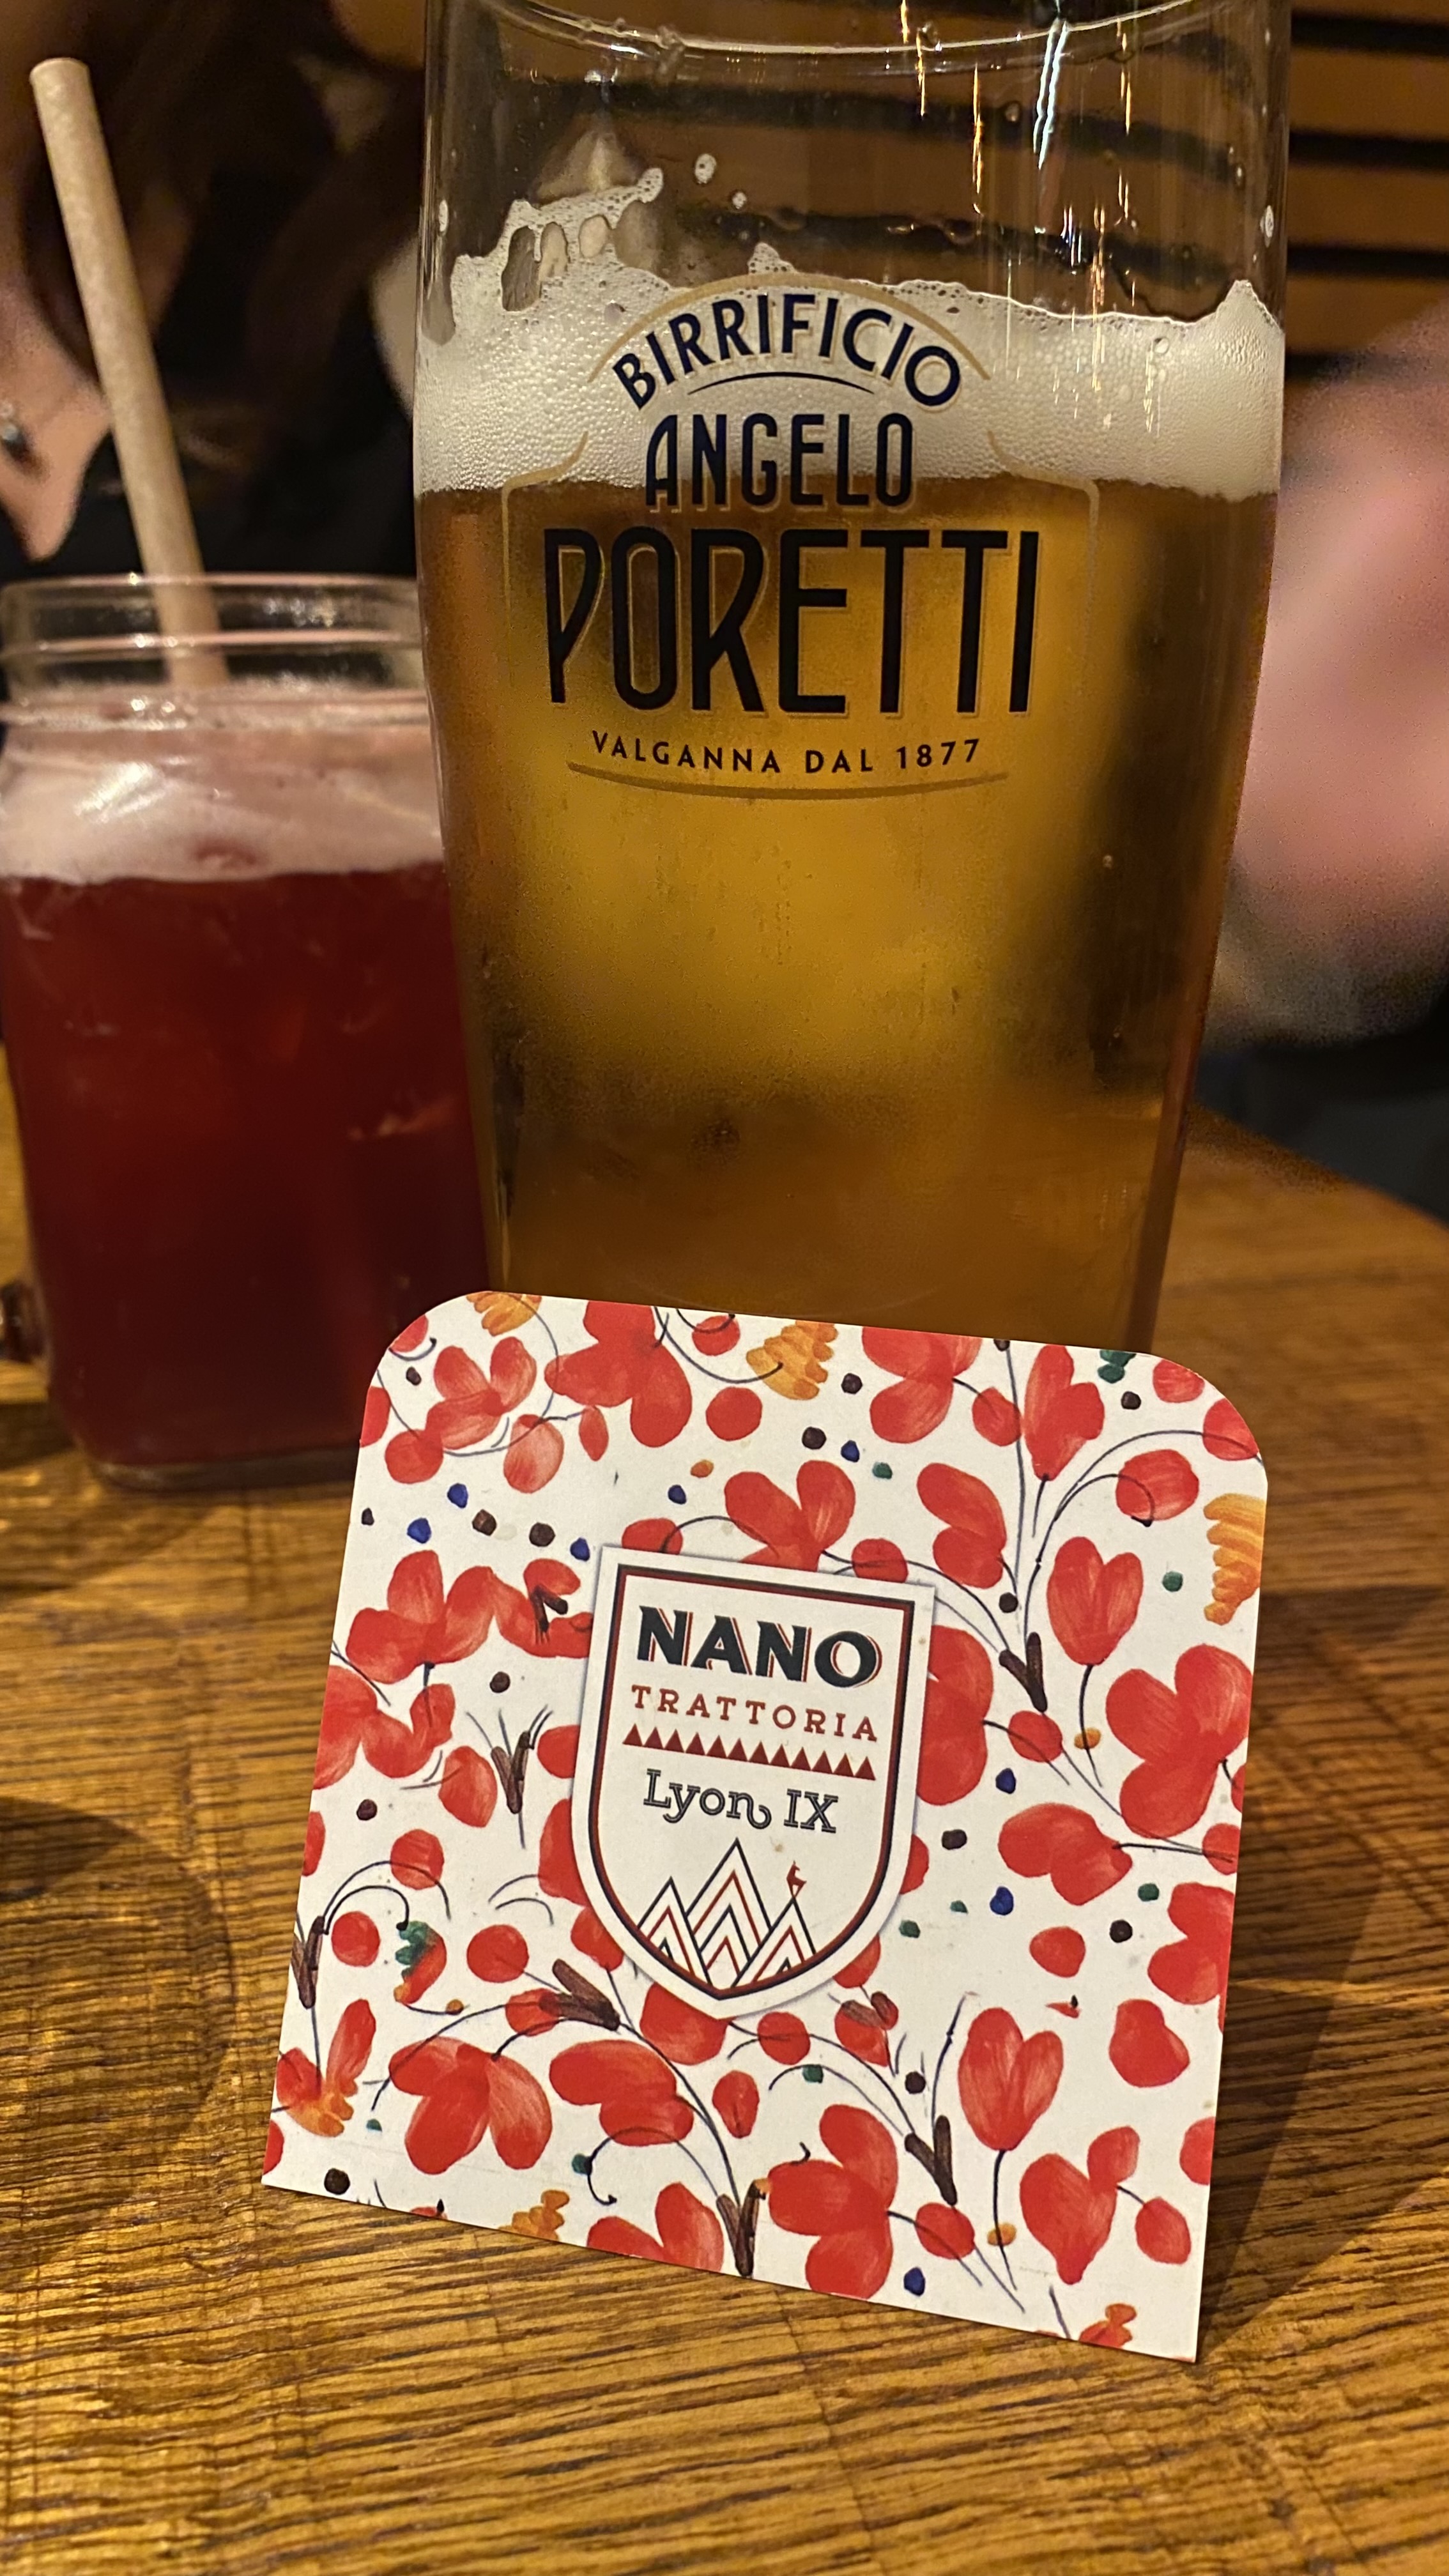 BIRRIFICIO
ANGELO
PORETTI
VALGANNA DAL 1877
NANO
TRATTORIA
Lyon IX